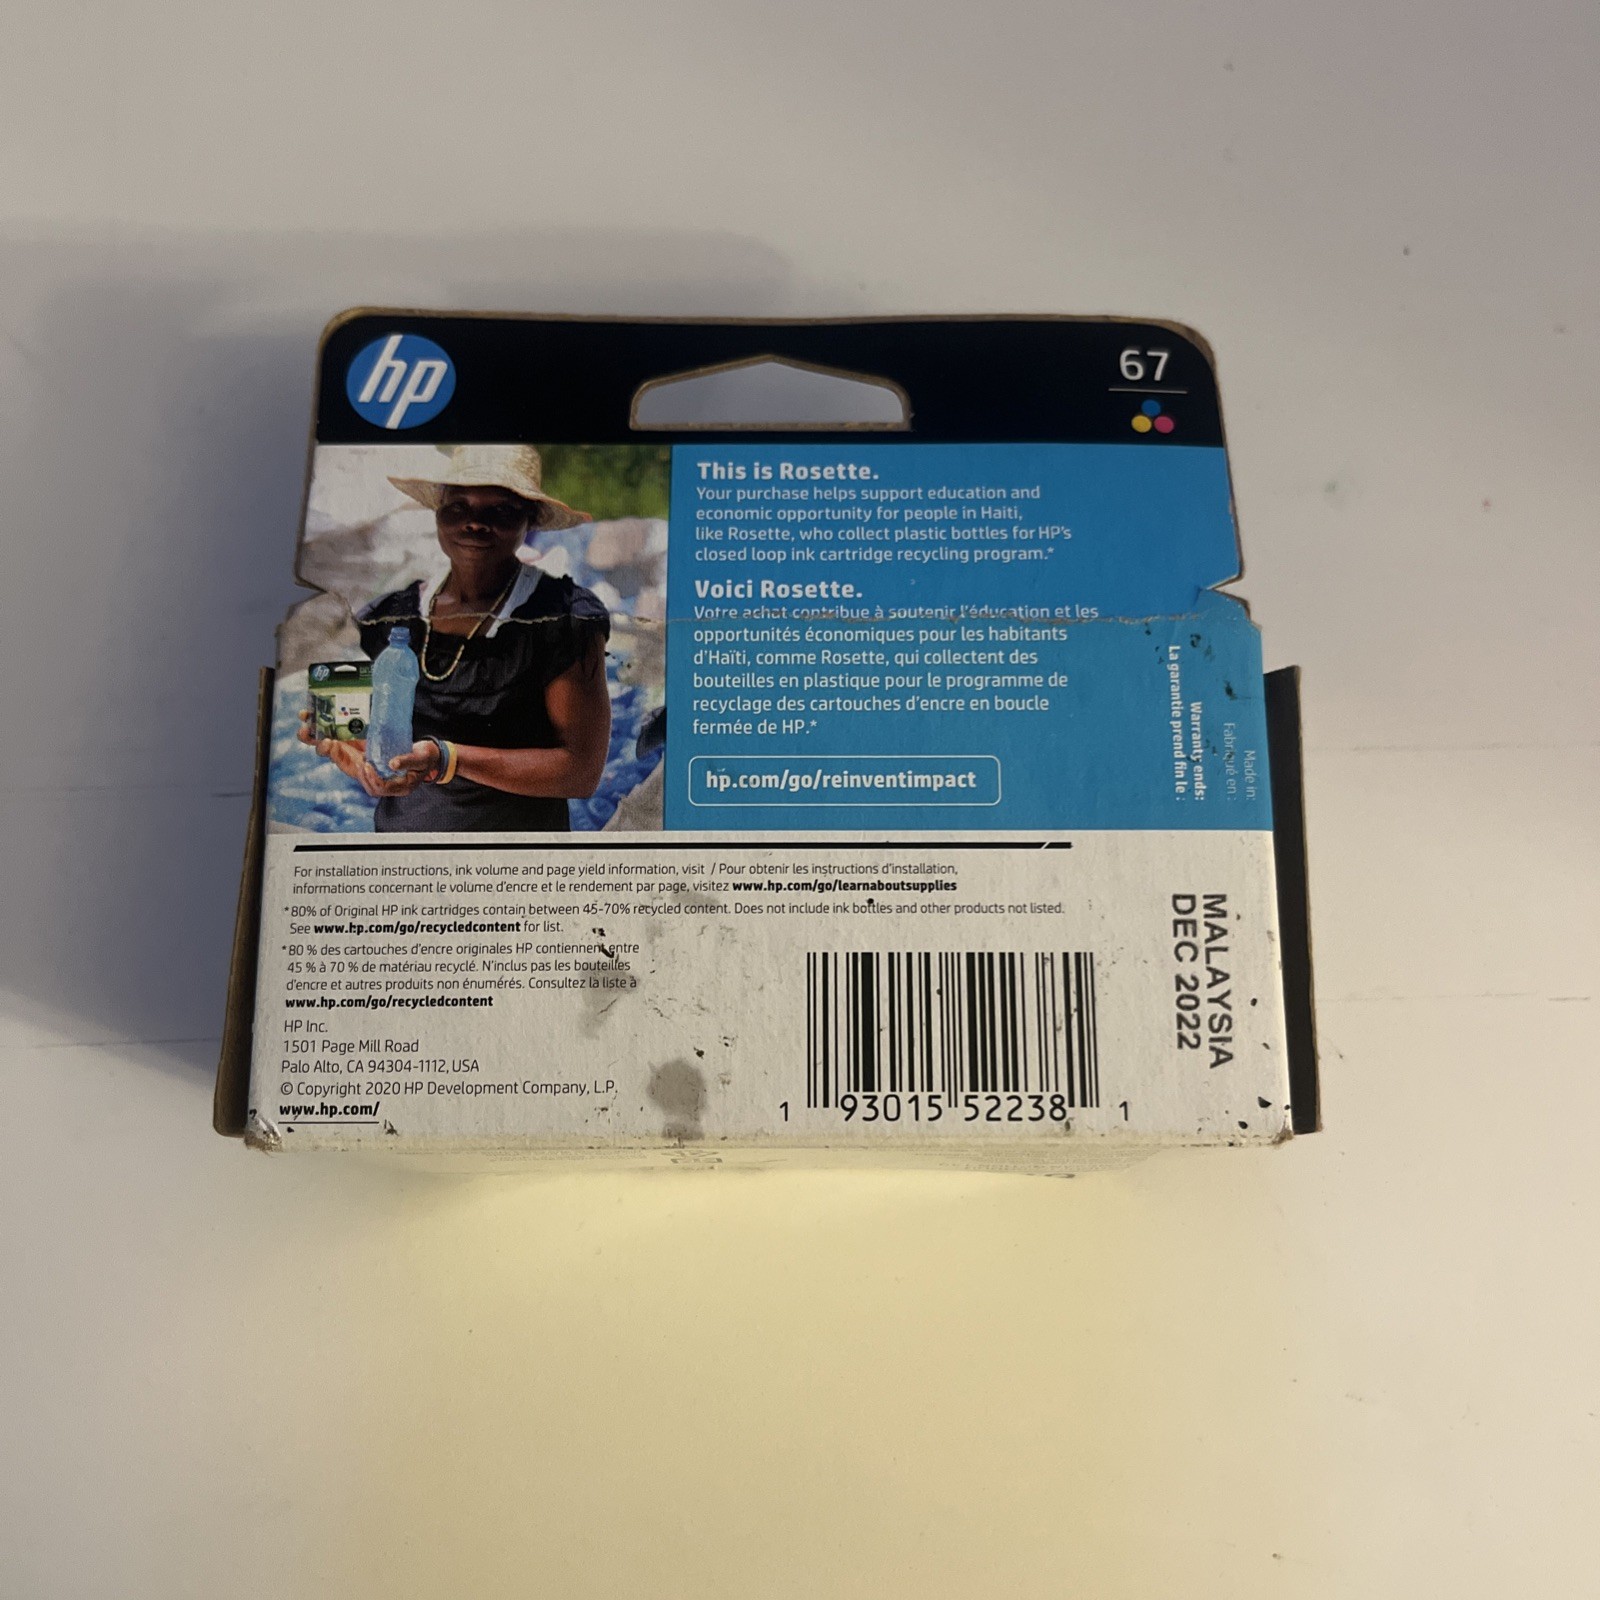 hp
67
This is Rosette.
Your purchase helps support education and
economic opportunity for people in Haiti,
like Rosette, who collect plastic bottles for HP's
closed loop ink cartridge recycling program.*
Voici Rosette.
Votre achat contribue à soutenir l'éducation et les
opportunités économiques pour les habitants
d'Haïti, comme Rosette, qui collectent des
bouteilles en plastique pour le programme de
recyclage des cartouches d'encre en boucle
fermée de HP.*
hp.com/go/reinventimpact
Made in:
Fabriqué en :
Warranty ends:
La garantie prend fin le :
MALAYSIA
DEC 2022
For installation instructions, ink volume and page yield information, visit / Pour obtenir les instructions d'installation,
informations concernant le volume d'encre et le rendement par page, visitez www.hp.com/go/learnaboutsupplies
*80% of Original HP ink cartridges contain between 45-70% recycled content. Does not include ink bottles and other products not listed.
See www.hp.com/go/recycledcontent for list.
*80 % des cartouches d'encre originales HP contiennent entre
45 % à 70 % de matériau recyclé. N'inclus pas les bouteilles
d'encre et autres produits non énumérés. Consultez la liste à
www.hp.com/go/recycledcontent
HP Inc.
1501 Page Mill Road
Palo Alto, CA 94304-1112, USA
© Copyright 2020 HP Development Company, L.P.
www.hp.com/
1 93015 52238 1